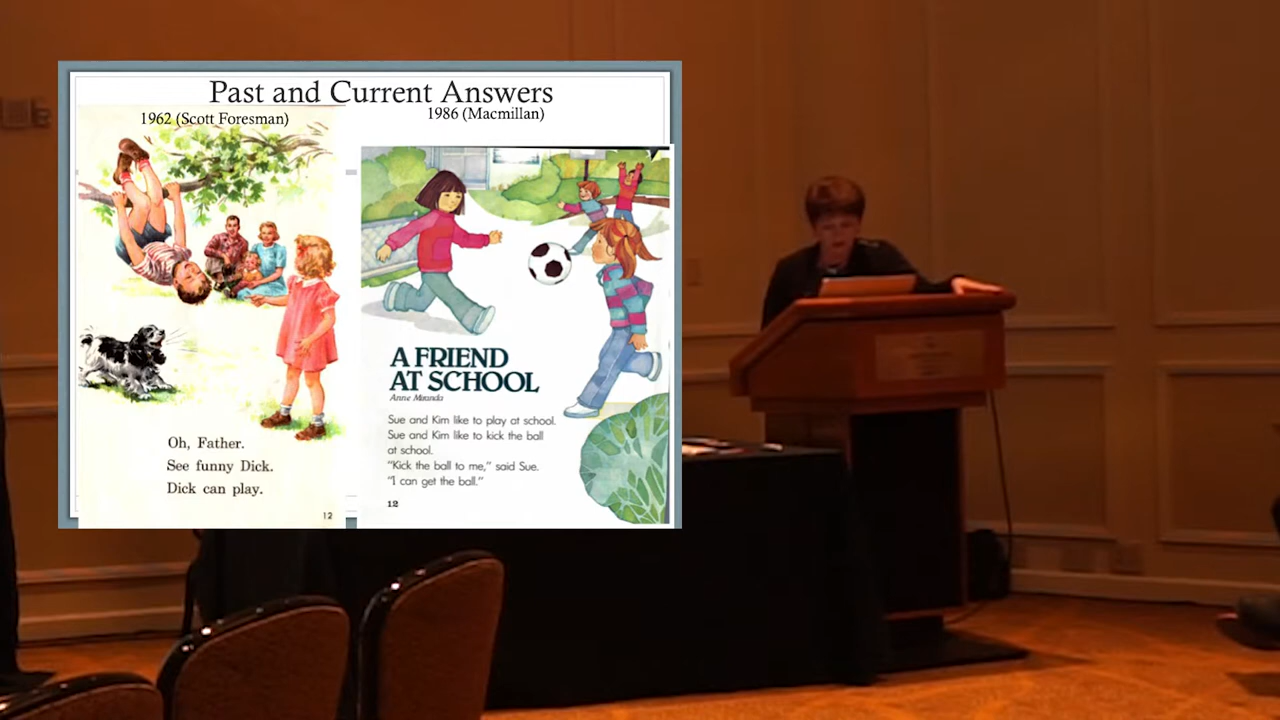 Past and Current Answers
1962 (Scott Foresman)
1986 (Macmillan)
Oh, Father.
See funny Dick.
Dick can play.
12
A FRIEND
AT SCHOOL
Anne Miranda
Sue and Kim like to play at school.
Sue and Kim like to kick the ball
at school.
"Kick the ball to me," said Sue.
"I can get the ball."
12